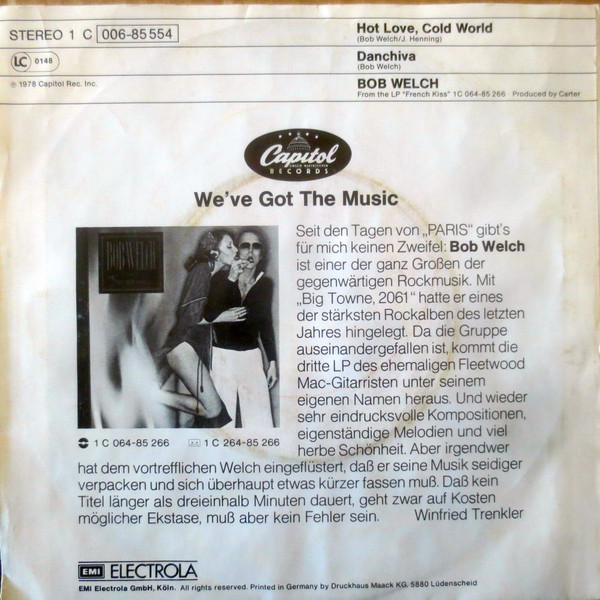 STEREO 1 C 006-85 554
LC 0148
℗ 1978 Capitol Rec. Inc.
Hot Love, Cold World
(Bob Welch/J. Henning)
Danchiva
(Bob Welch)
BOB WELCH
From the LP "French Kiss" 1C 064-85 266 · Produced by Carter
Capitol
RECORDS
We've Got The Music
BOB WELCH
Seit den Tagen von „PARIS“ gibt's
für mich keinen Zweifel: Bob Welch
ist einer der ganz Großen der
gegenwärtigen Rockmusik. Mit
„Big Towne, 2061“ hatte er eines
der stärksten Rockalben des letzten
Jahres hingelegt. Da die Gruppe
auseinandergefallen ist, kommt die
dritte LP des ehemaligen Fleetwood
Mac-Gitarristen unter seinem
eigenen Namen heraus. Und wieder
sehr eindrucksvolle Kompositionen,
eigenständige Melodien und viel
herbe Schönheit. Aber irgendwer
hat dem vortrefflichen Welch eingeflüstert, daß er seine Musik seidiger
verpacken und sich überhaupt etwas kürzer fassen muß. Daß kein
Titel länger als dreieinhalb Minuten dauert, geht zwar auf Kosten
möglicher Ekstase, muß aber kein Fehler sein. Winfried Trenkler
1 C 064-85 266 1 C 264-85 266
EMI ELECTROLA
EMI Electrola GmbH, Köln. All rights reserved. Printed in Germany by Druckhaus Maack KG, 5880 Lüdenscheid